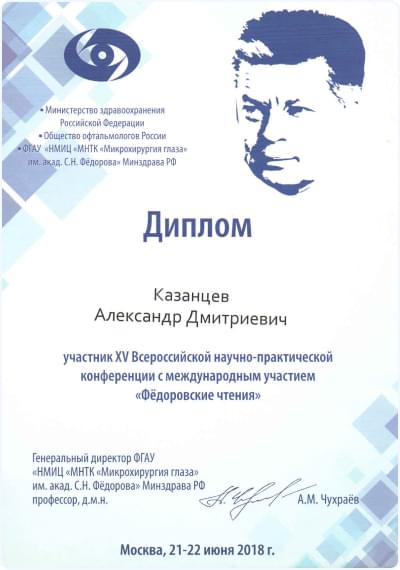 • Министерство здравоохранения
Российской Федерации
• Общество офтальмологов России
• ФГАУ «НМИЦ «МНТК «Микрохирургия глаза»
им. акад. С.Н. Фёдорова» Минздрава РФ
Диплом
Казанцев
Александр Дмитриевич
участник XV Всероссийской научно-практической
конференции с международным участием
«Фёдоровские чтения»
Генеральный директор ФГАУ
«НМИЦ «МНТК «Микрохирургия глаза»
им. акад. С.Н. Фёдорова» Минздрава РФ
профессор, д.м.н.
А.М. Чухраёв
Москва, 21-22 июня 2018 г.